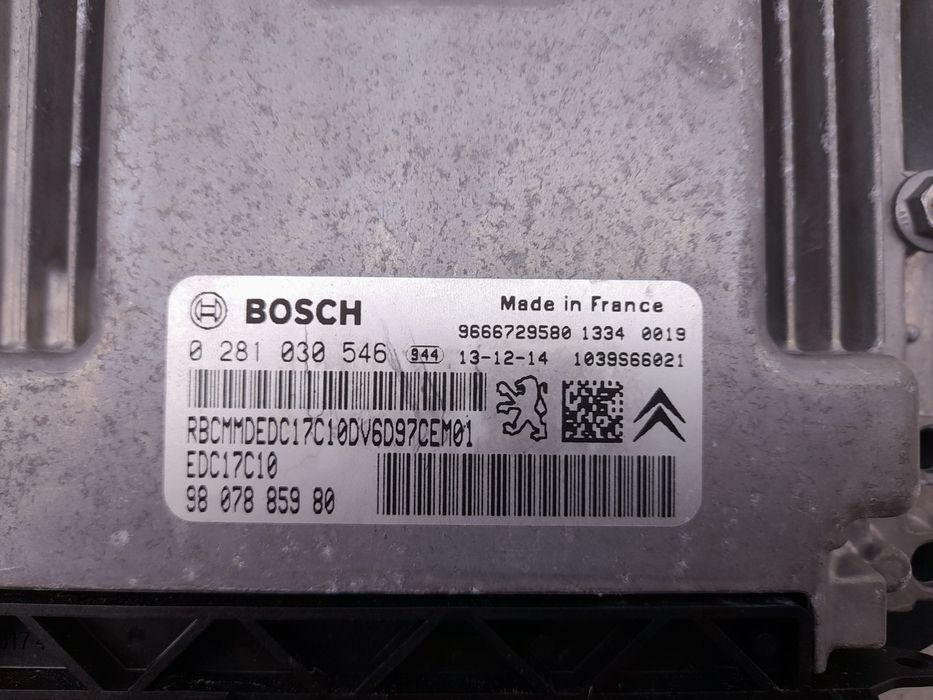 BOSCH
Made in France
9666729580 1334 0019
0 281 030 546 944 13-12-14 1039S66021
RBCMMDEDC17C10DV6D97CEM01
EDC17C10
98 078 859 80